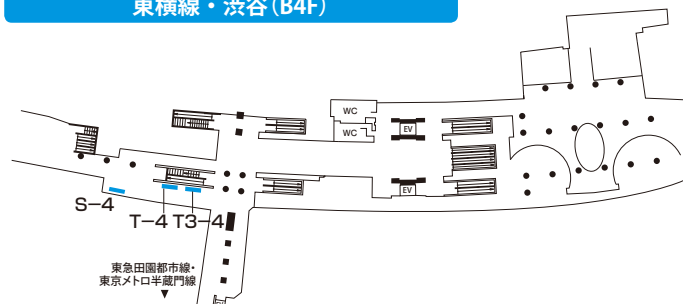 東横線・渋谷(B4F)
WC
WC
EV
EV
S-4
T-4 T3-4
東急田園都市線・
東京メトロ半蔵門線